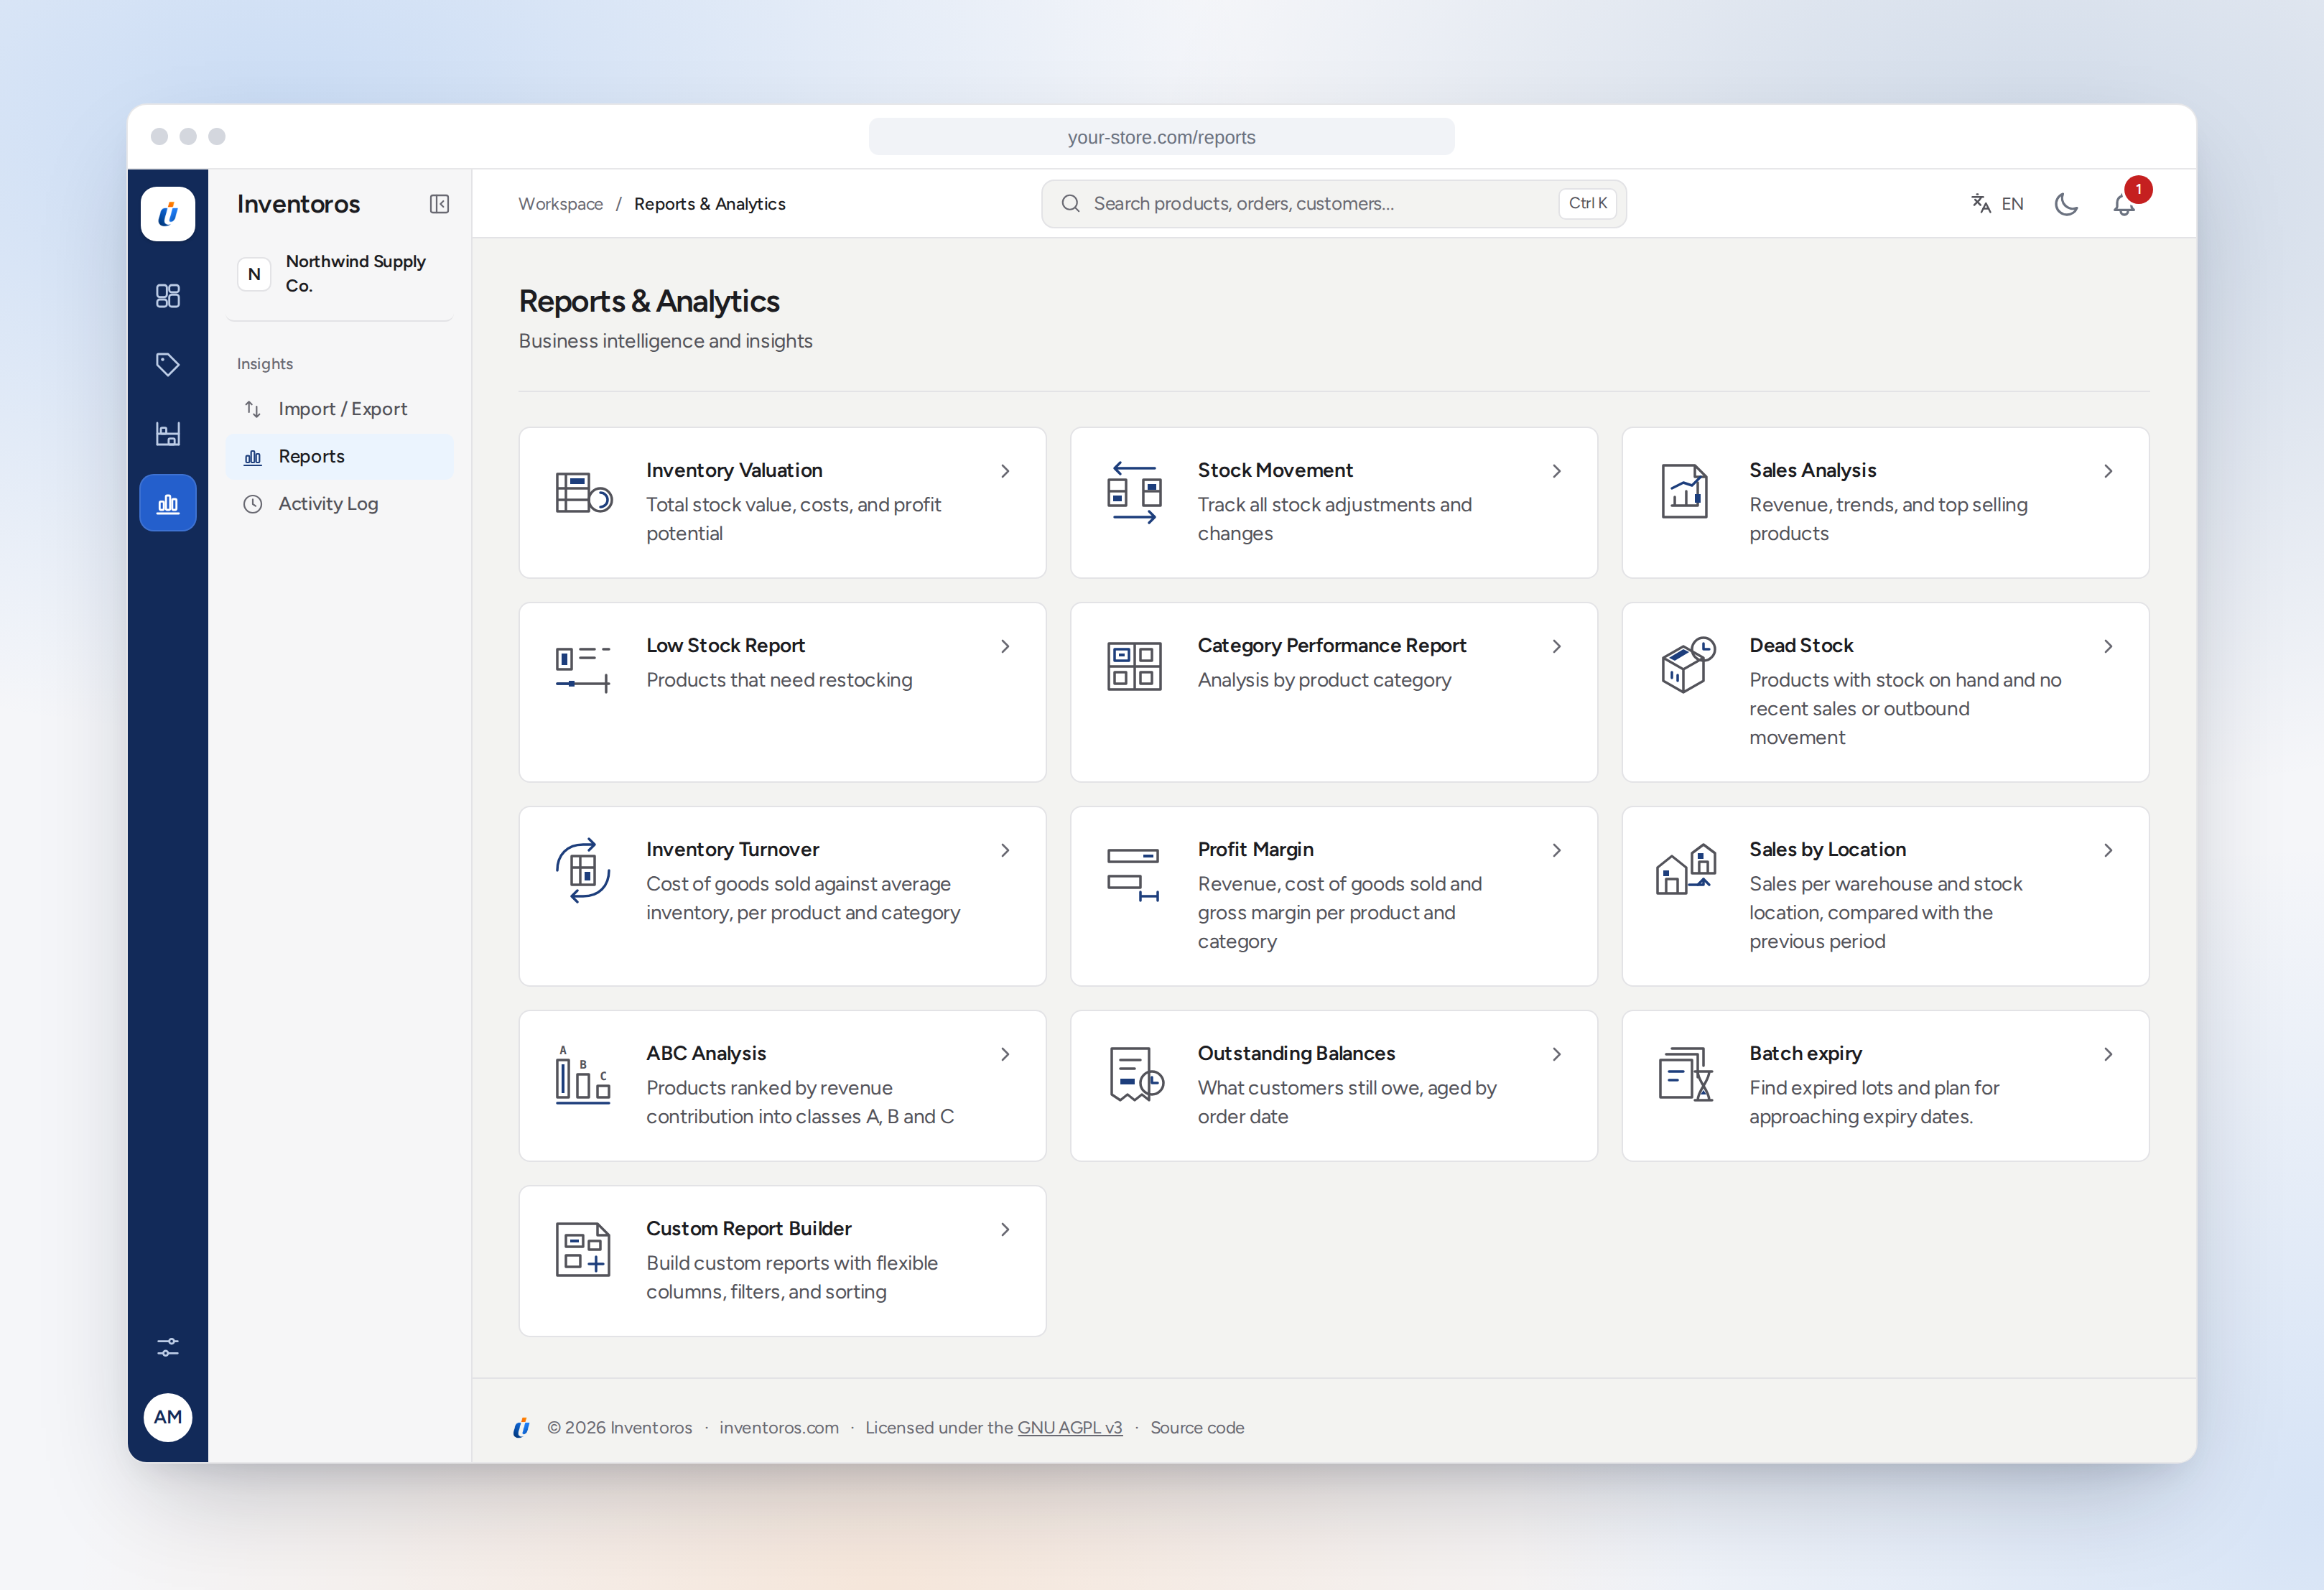 your-store.com/reports
Inventoros
N
Northwind Supply
Co.
Insights
Import / Export
Reports
Activity Log
AM
Workspace / Reports & Analytics
Search products, orders, customers...
Ctrl K
EN
1
Reports & Analytics
Business intelligence and insights
Inventory Valuation
Total stock value, costs, and profit
potential
Stock Movement
Track all stock adjustments and
changes
Sales Analysis
Revenue, trends, and top selling
products
Low Stock Report
Products that need restocking
Category Performance Report
Analysis by product category
Dead Stock
Products with stock on hand and no
recent sales or outbound
movement
Inventory Turnover
Cost of goods sold against average
inventory, per product and category
Profit Margin
Revenue, cost of goods sold and
gross margin per product and
category
Sales by Location
Sales per warehouse and stock
location, compared with the
previous period
A
B
C
ABC Analysis
Products ranked by revenue
contribution into classes A, B and C
Outstanding Balances
What customers still owe, aged by
order date
Batch expiry
Find expired lots and plan for
approaching expiry dates.
Custom Report Builder
Build custom reports with flexible
columns, filters, and sorting
© 2026 Inventoros · inventoros.com · Licensed under the GNU AGPL v3 · Source code